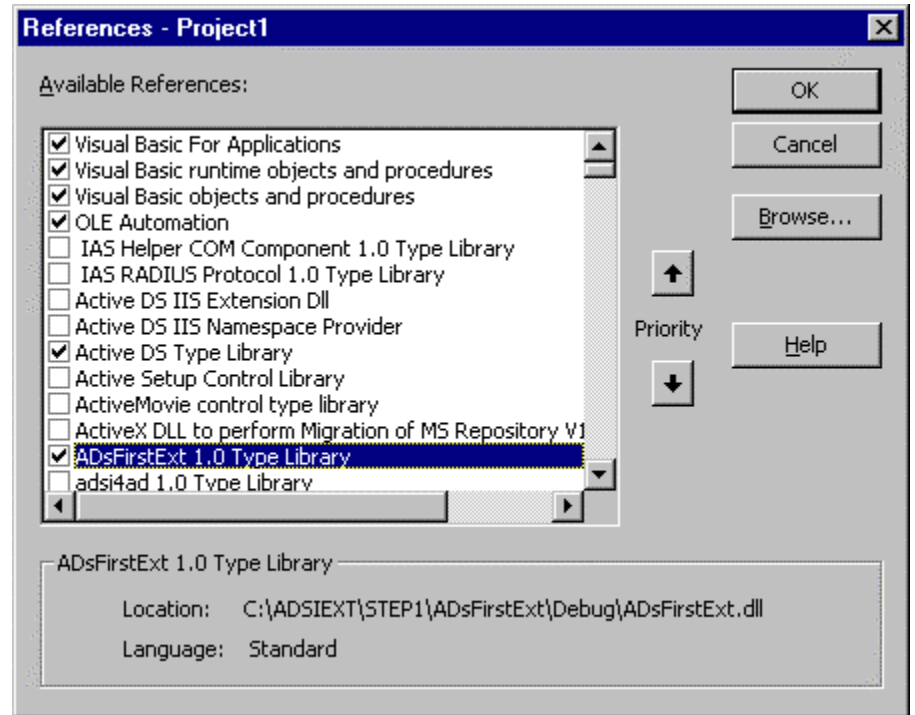 References - Project1
Available References:
Visual Basic For Applications
Visual Basic runtime objects and procedures
Visual Basic objects and procedures
OLE Automation
IAS Helper COM Component 1.0 Type Library
IAS RADIUS Protocol 1.0 Type Library
Active DS IIS Extension Dll
Active DS IIS Namespace Provider
Active DS Type Library
Active Setup Control Library
ActiveMovie control type library
ActiveX DLL to perform Migration of MS Repository V1
ADsFirstExt 1.0 Type Library
adsi4ad 1.0 Type Library
Priority
OK
Cancel
Browse...
Help
ADsFirstExt 1.0 Type Library
Location: C:\ADSIEXT\STEP1\ADsFirstExt\Debug\ADsFirstExt.dll
Language: Standard